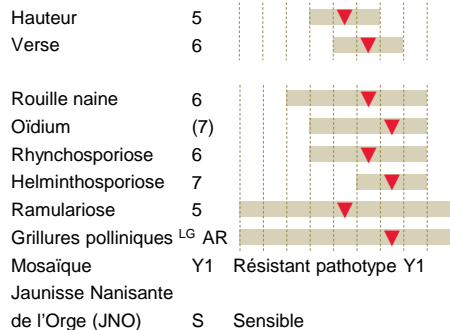 Hauteur 5
Verse 6
Rouille naine 6
Oïdium (7)
Rhynchosporiose 6
Helminthosporiose 7
Ramulariose 5
Grillures polliniques LG AR
Mosaïque Y1 Résistant pathotype Y1
Jaunisse Nanisante
de l'Orge (JNO) S Sensible